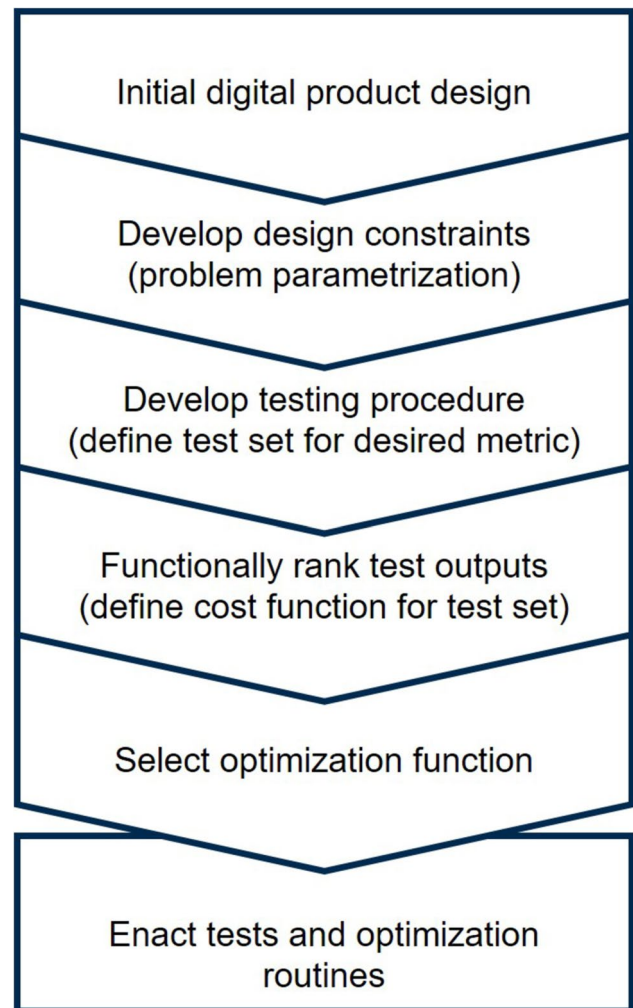 Initial digital product design
Develop design constraints
(problem parametrization)
Develop testing procedure
(define test set for desired metric)
Functionally rank test outputs
(define cost function for test set)
Select optimization function
Enact tests and optimization
routines